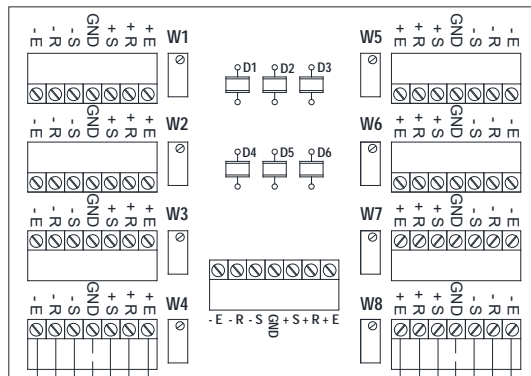 -E -R -S GND +S +R +E W1 D1 D2 D3 W5 +E +R +S GND -S -R -E
-E -R -S GND +S +R +E W2 D4 D5 D6 W6 +E +R +S GND -S -R -E
-E -R -S GND +S +R +E W3 W7 +E +R +S GND -S -R -E
-E -R -S GND +S +R +E W4 -E -R -S GND +S +R +E W8 +E +R +S GND -S -R -E